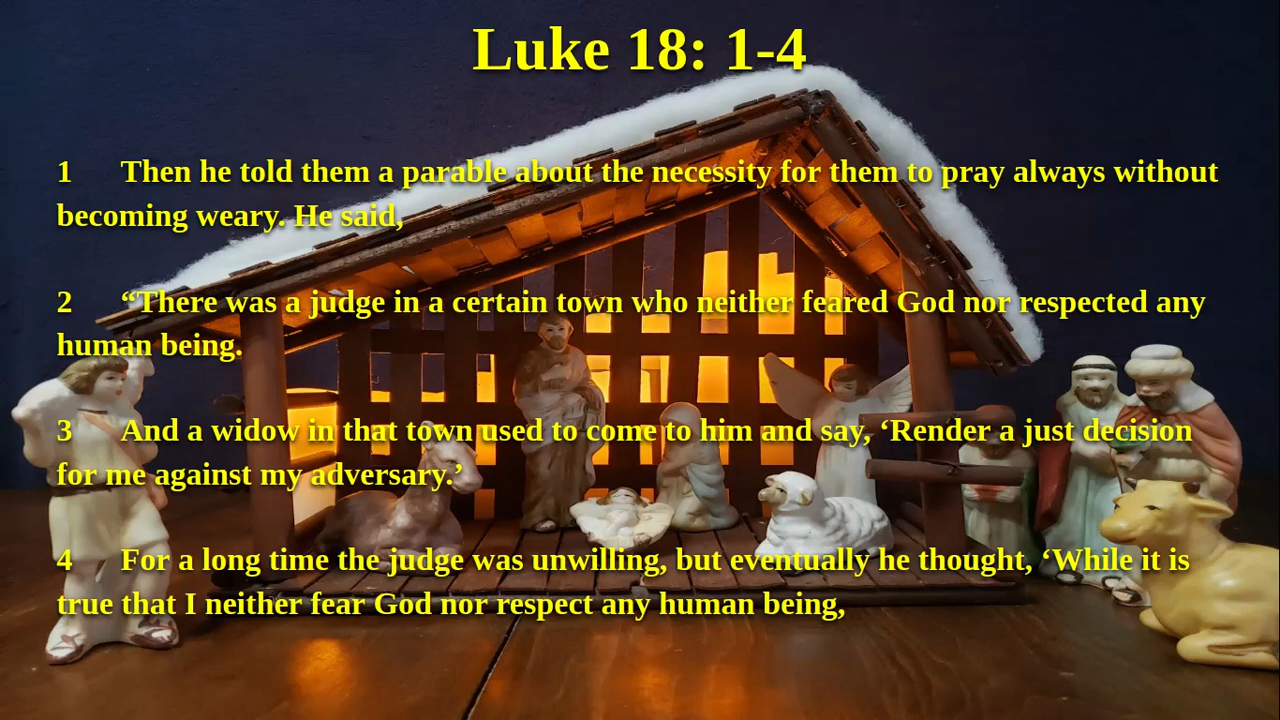 Luke 18: 1-4
1 Then he told them a parable about the necessity for them to pray always without
becoming weary. He said,
2 “There was a judge in a certain town who neither feared God nor respected any
human being.
3 And a widow in that town used to come to him and say, ‘Render a just decision
for me against my adversary.’
4 For a long time the judge was unwilling, but eventually he thought, ‘While it is
true that I neither fear God nor respect any human being,